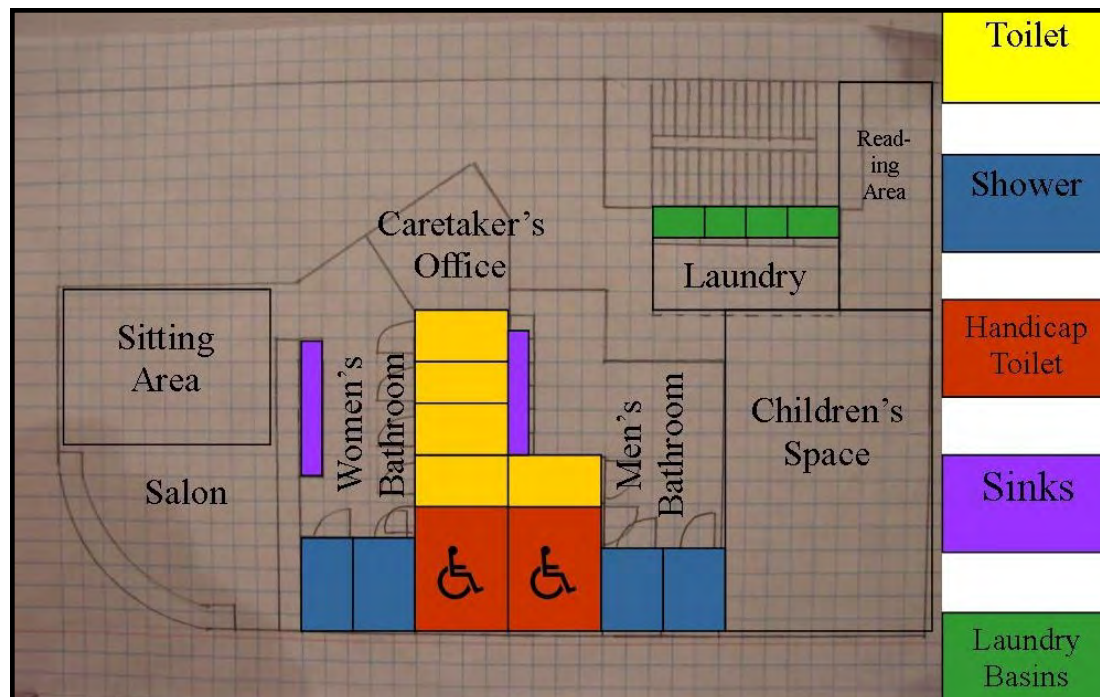 Toilet
Shower
Handicap
Toilet
Sinks
Laundry
Basins
Read-
ing
Area
Caretaker's
Office
Laundry
Sitting
Area
Women's
Bathroom
Men's
Bathroom
Children's
Space
Salon